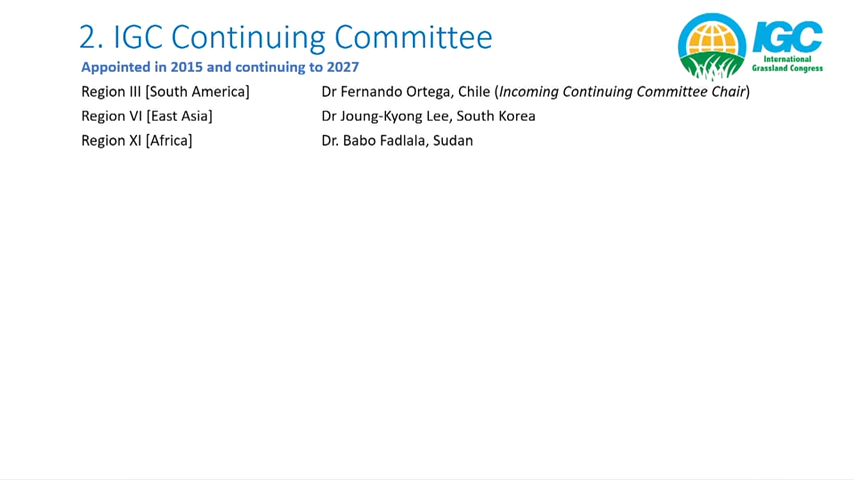 2. IGC Continuing Committee
IGC
International
Grassland Congress
Appointed in 2015 and continuing to 2027
Region III [South America] Dr Fernando Ortega, Chile (Incoming Continuing Committee Chair)
Region VI [East Asia] Dr Joung-Kyong Lee, South Korea
Region XI [Africa] Dr. Babo Fadlala, Sudan